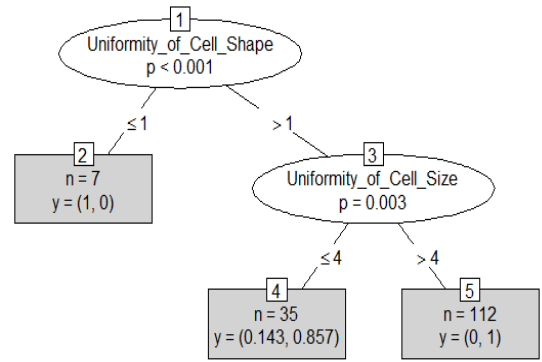 1
Uniformity_of_Cell_Shape
p < 0.001
≤ 1
> 1
2
n = 7
y = (1, 0)
3
Uniformity_of_Cell_Size
p = 0.003
≤ 4
> 4
4
n = 35
y = (0.143, 0.857)
5
n = 112
y = (0, 1)